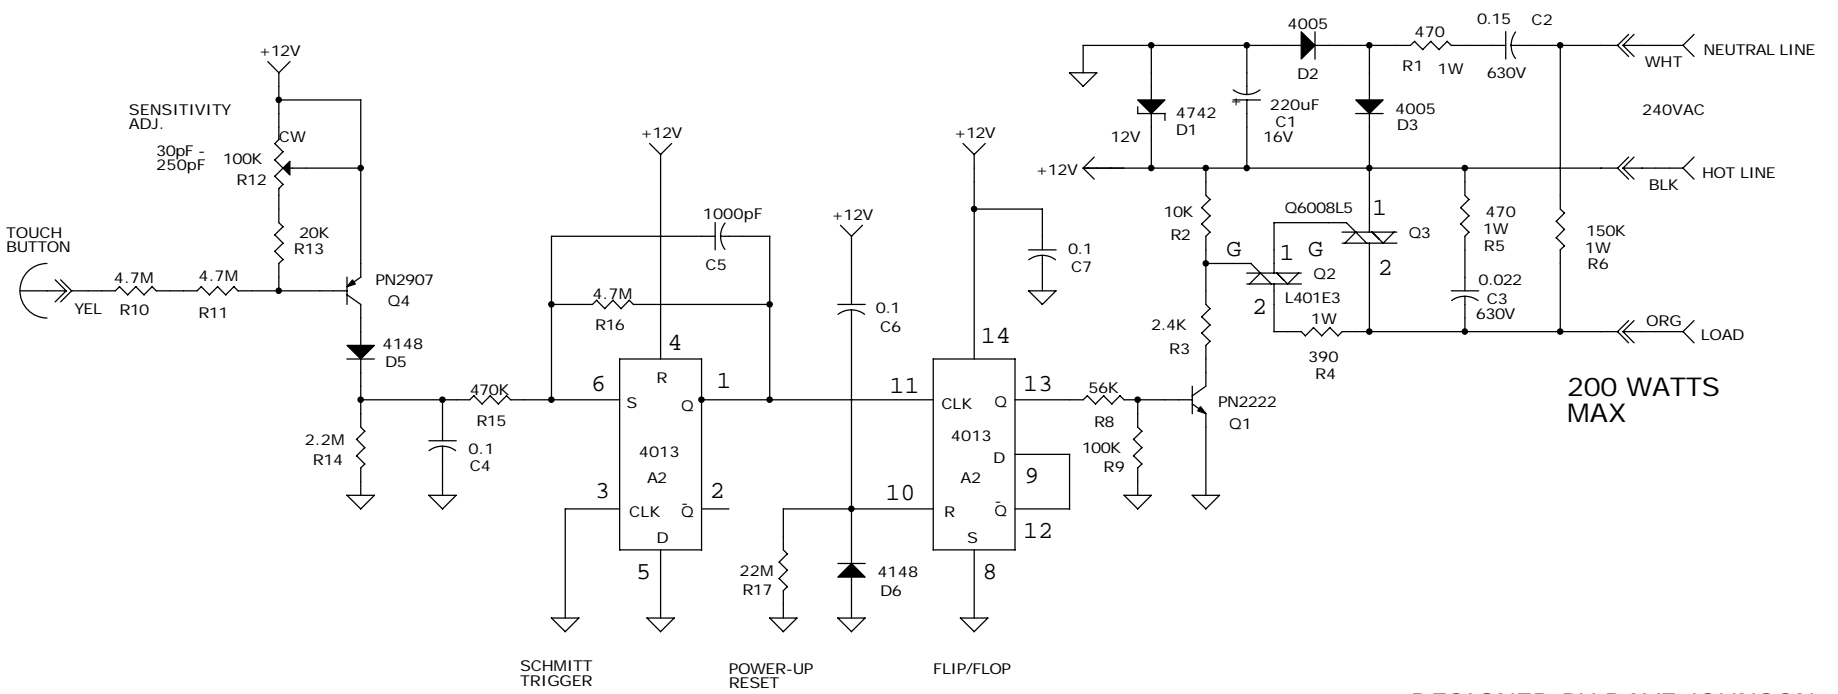 +12V
SENSITIVITY
ADJ.
30pF -
250pF
CW
100K
R12
TOUCH
BUTTON
20K
R13
4.7M
4.7M
YEL
R10
R11
PN2907
Q4
4148
D5
2.2M
R14
0.1
C4
470K
R15
+12V
1000pF
C5
4.7M
R16
4
6
1
R
S
Q
4013
A2
3
2
CLK
Q̄
D
5
SCHMITT
TRIGGER
+12V
0.1
C6
22M
R17
4148
D6
POWER-UP
RESET
+12V
0.1
C7
14
11
13
CLK
Q
4013
D
A2
9
10
R
Q̄
12
S
8
FLIP/FLOP
56K
R8
100K
R9
PN2222
Q1
+12V
12V
4742
D1
220uF
C1
16V
4005
D2
4005
D3
470
R1
1W
0.15
C2
630V
WHT
NEUTRAL LINE
240VAC
BLK
HOT LINE
10K
R2
2.4K
R3
Q6008L5
1
G
1
G
Q3
2
Q2
L401E3
2
1W
390
R4
470
1W
R5
0.022
C3
630V
150K
1W
R6
ORG
LOAD
200 WATTS
MAX
DESIGNED BY DAVE JOHNSON